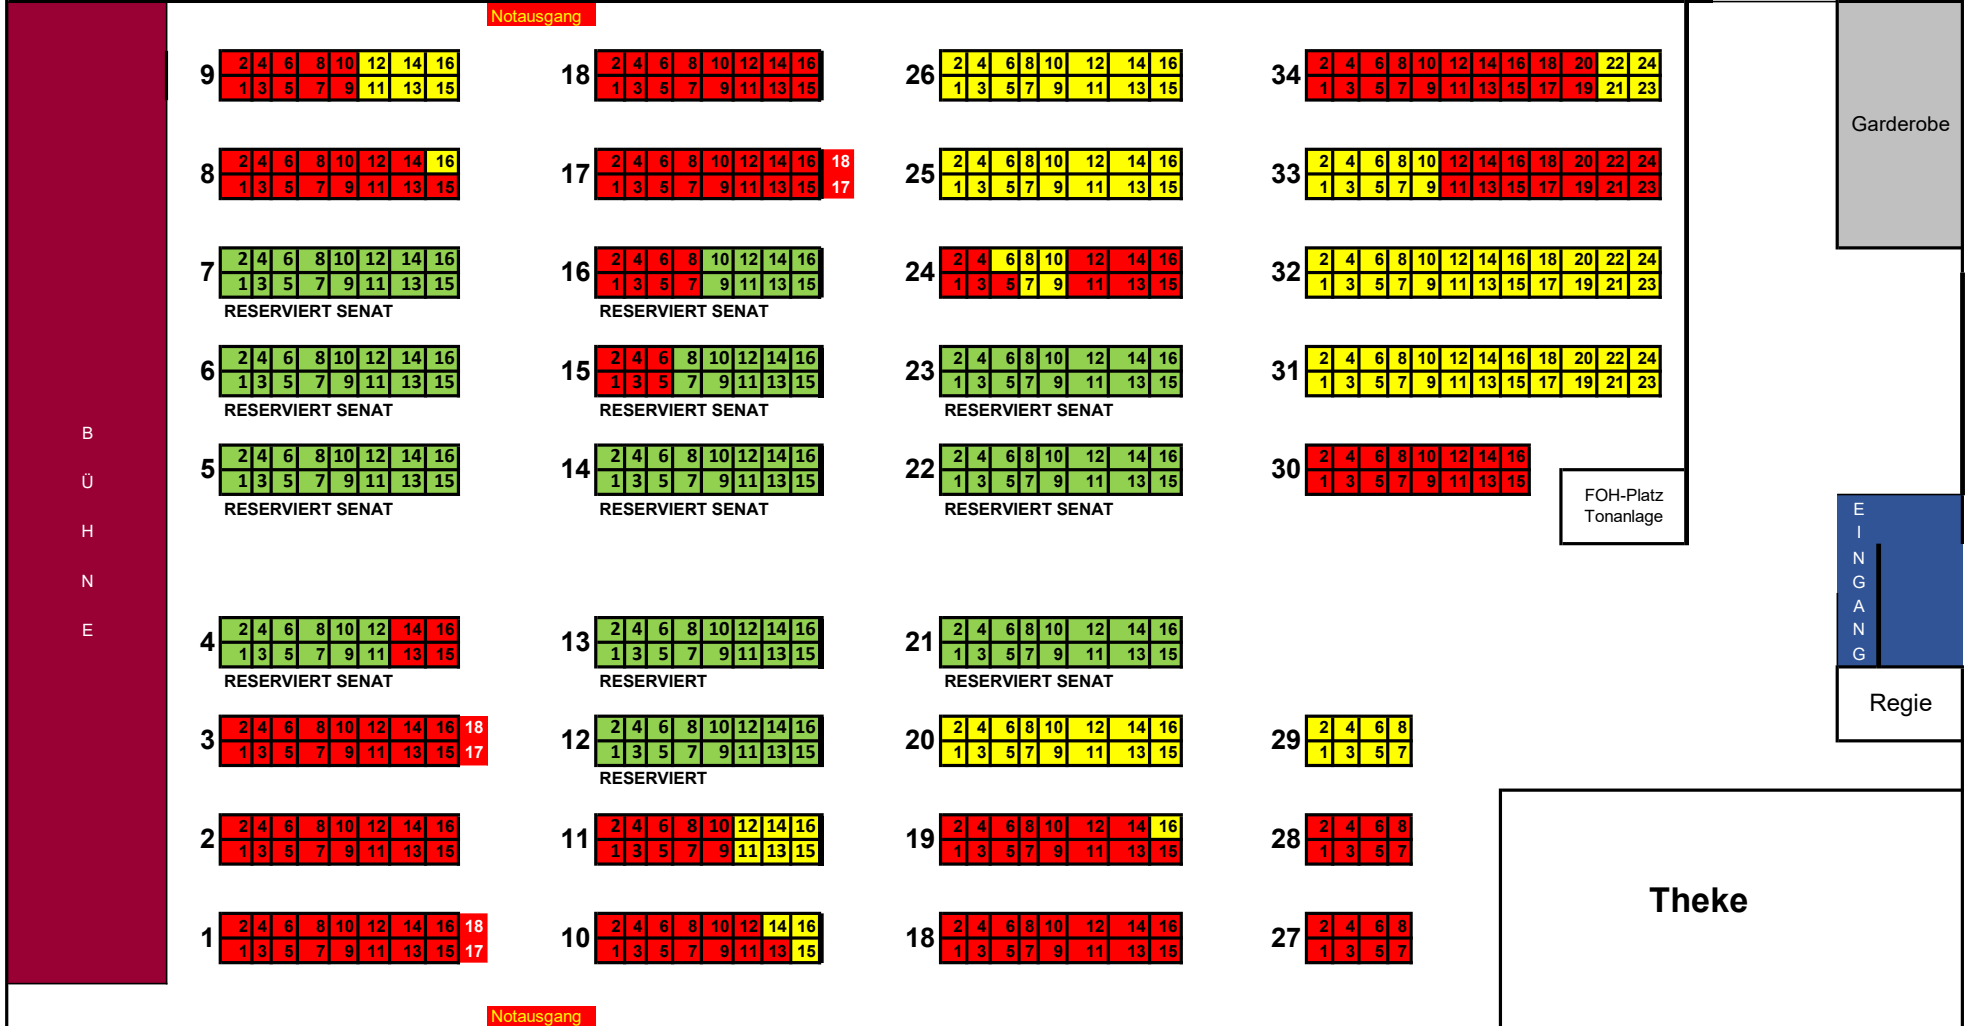 Notausgang
9 2 4 6 8 10 12 14 16
1 3 5 7 9 11 13 15
18 2 4 6 8 10 12 14 16
1 3 5 7 9 11 13 15
26 2 4 6 8 10 12 14 16
1 3 5 7 9 11 13 15
34 2 4 6 8 10 12 14 16 18 20 22 24
1 3 5 7 9 11 13 15 17 19 21 23
Garderobe
8 2 4 6 8 10 12 14 16
1 3 5 7 9 11 13 15
17 2 4 6 8 10 12 14 16 18
1 3 5 7 9 11 13 15 17
25 2 4 6 8 10 12 14 16
1 3 5 7 9 11 13 15
33 2 4 6 8 10 12 14 16 18 20 22 24
1 3 5 7 9 11 13 15 17 19 21 23
7 2 4 6 8 10 12 14 16
1 3 5 7 9 11 13 15
RESERVIERT SENAT
16 2 4 6 8 10 12 14 16
1 3 5 7 9 11 13 15
RESERVIERT SENAT
24 2 4 6 8 10 12 14 16
1 3 5 7 9 11 13 15
32 2 4 6 8 10 12 14 16 18 20 22 24
1 3 5 7 9 11 13 15 17 19 21 23
6 2 4 6 8 10 12 14 16
1 3 5 7 9 11 13 15
RESERVIERT SENAT
15 2 4 6 8 10 12 14 16
1 3 5 7 9 11 13 15
RESERVIERT SENAT
23 2 4 6 8 10 12 14 16
1 3 5 7 9 11 13 15
RESERVIERT SENAT
31 2 4 6 8 10 12 14 16 18 20 22 24
1 3 5 7 9 11 13 15 17 19 21 23
5 2 4 6 8 10 12 14 16
1 3 5 7 9 11 13 15
RESERVIERT SENAT
14 2 4 6 8 10 12 14 16
1 3 5 7 9 11 13 15
RESERVIERT SENAT
22 2 4 6 8 10 12 14 16
1 3 5 7 9 11 13 15
RESERVIERT SENAT
30 2 4 6 8 10 12 14 16
1 3 5 7 9 11 13 15
FOH-Platz
Tonanlage
B
Ü
H
N
E
E
I
N
G
A
N
G
4 2 4 6 8 10 12 14 16
1 3 5 7 9 11 13 15
RESERVIERT SENAT
13 2 4 6 8 10 12 14 16
1 3 5 7 9 11 13 15
RESERVIERT
21 2 4 6 8 10 12 14 16
1 3 5 7 9 11 13 15
RESERVIERT SENAT
Regie
3 2 4 6 8 10 12 14 16 18
1 3 5 7 9 11 13 15 17
12 2 4 6 8 10 12 14 16
1 3 5 7 9 11 13 15
RESERVIERT
20 2 4 6 8 10 12 14 16
1 3 5 7 9 11 13 15
29 2 4 6 8
1 3 5 7
2 2 4 6 8 10 12 14 16
1 3 5 7 9 11 13 15
11 2 4 6 8 10 12 14 16
1 3 5 7 9 11 13 15
19 2 4 6 8 10 12 14 16
1 3 5 7 9 11 13 15
28 2 4 6 8
1 3 5 7
Theke
1 2 4 6 8 10 12 14 16 18
1 3 5 7 9 11 13 15 17
10 2 4 6 8 10 12 14 16
1 3 5 7 9 11 13 15
18 2 4 6 8 10 12 14 16
1 3 5 7 9 11 13 15
27 2 4 6 8
1 3 5 7
Notausgang